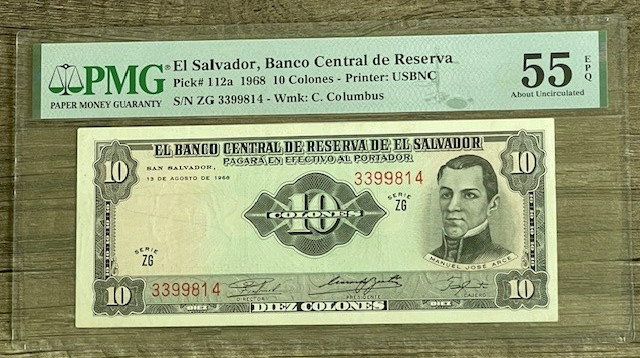 PMG®
PAPER MONEY GUARANTY
El Salvador, Banco Central de Reserva
Pick# 112a 1968 10 Colones - Printer: USBNC
S/N ZG 3399814 - Wmk: C. Columbus
55 EPQ
About Uncirculated
EL BANCO CENTRAL DE RESERVA DE EL SALVADOR
PAGARÁ EN EFECTIVO AL PORTADOR
10
10
SAN SALVADOR,
13 DE AGOSTO DE 1968
3399814
SERIE
ZG
10
COLONES
SERIE
ZG
MANUEL JOSE ARCE
10
3399814
DIRECTOR
PRESIDENTE
CAJERO
10
DIEZ
DIEZ COLONES
DIEZ